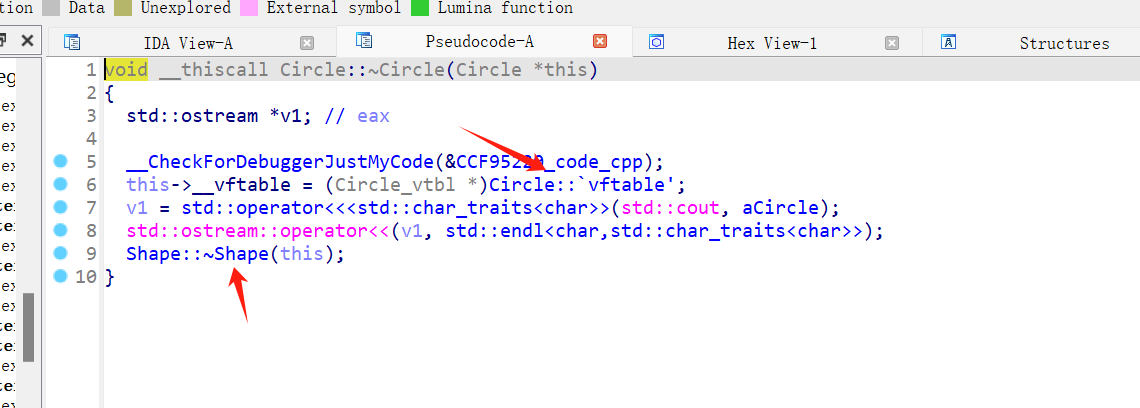 tion Data Unexplored External symbol Lumina function
IDA View-A Pseudocode-A Hex View-1 Structures
1 void __thiscall Circle::~Circle(Circle *this)
2 {
3 std::ostream *v1; // eax
4
5 __CheckForDebuggerJustMyCode(&CCF95220_code_cpp);
6 this->__vftable = (Circle_vtbl *)Circle::`vftable';
7 v1 = std::operator<<<std::char_traits<char>>(std::cout, aCircle);
8 std::ostream::operator<<(v1, std::endl<char,std::char_traits<char>>);
9 Shape::~Shape(this);
10 }